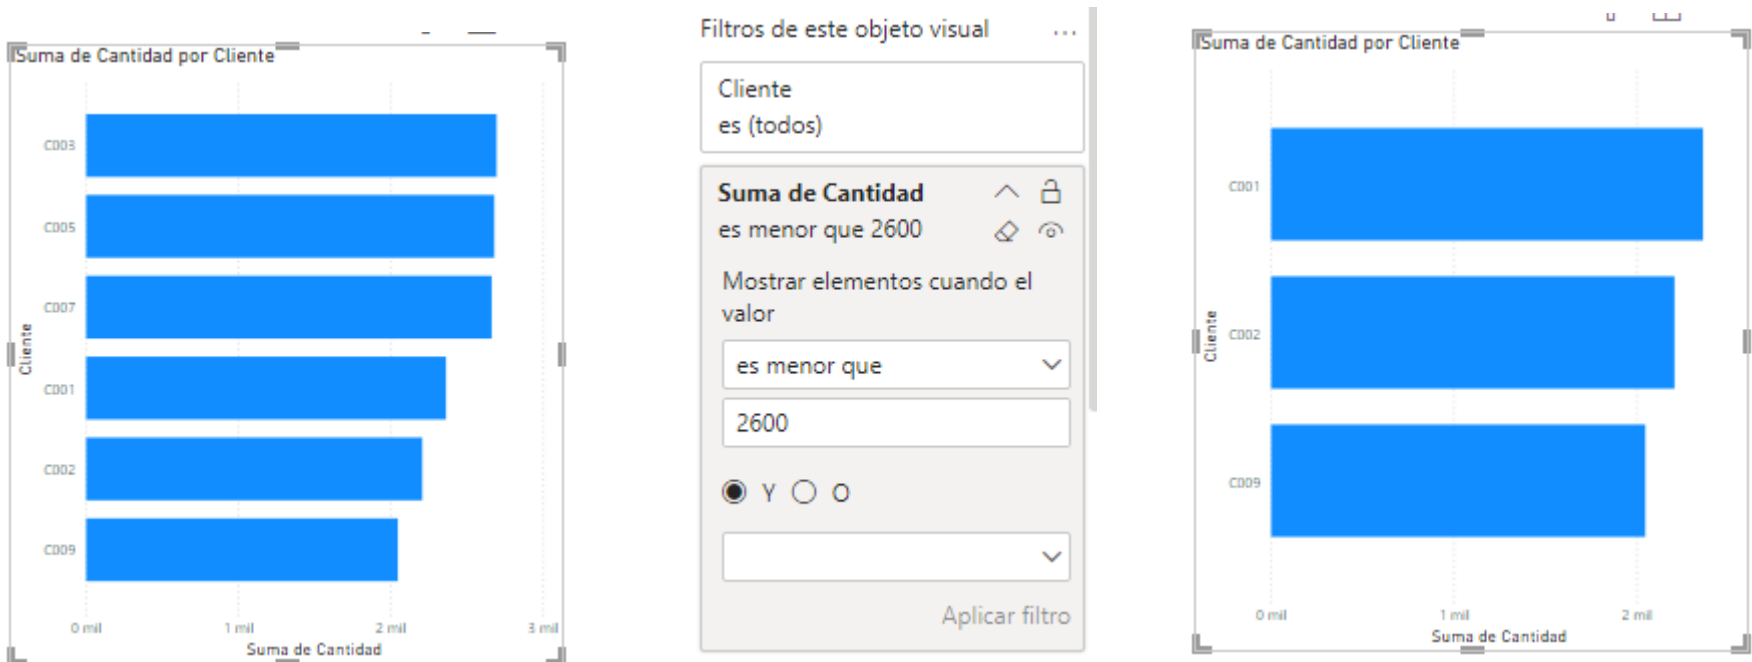 Suma de Cantidad por Cliente
C003
C005
C007
C001
C002
C009
Cliente
0 mil 1 mil 2 mil 3 mil
Suma de Cantidad
Filtros de este objeto visual ...
Cliente
es (todos)
Suma de Cantidad
es menor que 2600
Mostrar elementos cuando el
valor
es menor que
2600
Y O
Aplicar filtro
Suma de Cantidad por Cliente
C001
C002
C009
Cliente
0 mil 1 mil 2 mil
Suma de Cantidad